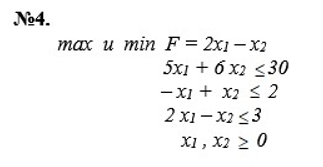 №4.
max и min F = 2x1 – x2
5x1 + 6 x2 ≤30
–x1 + x2 ≤ 2
2 x1 – x2 ≤3
x1 , x2 ≥ 0